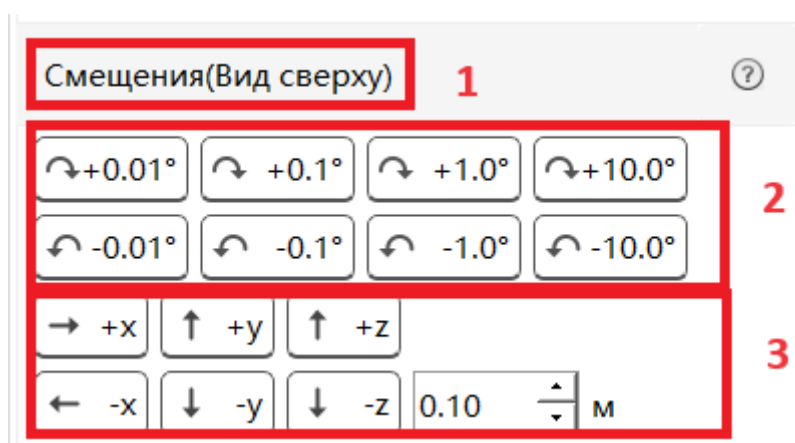 Смещения(Вид сверху) 1 ?
+0.01° +0.1° +1.0° +10.0°
2
-0.01° -0.1° -1.0° -10.0°
+x +y +z
3
-x -y -z 0.10 м